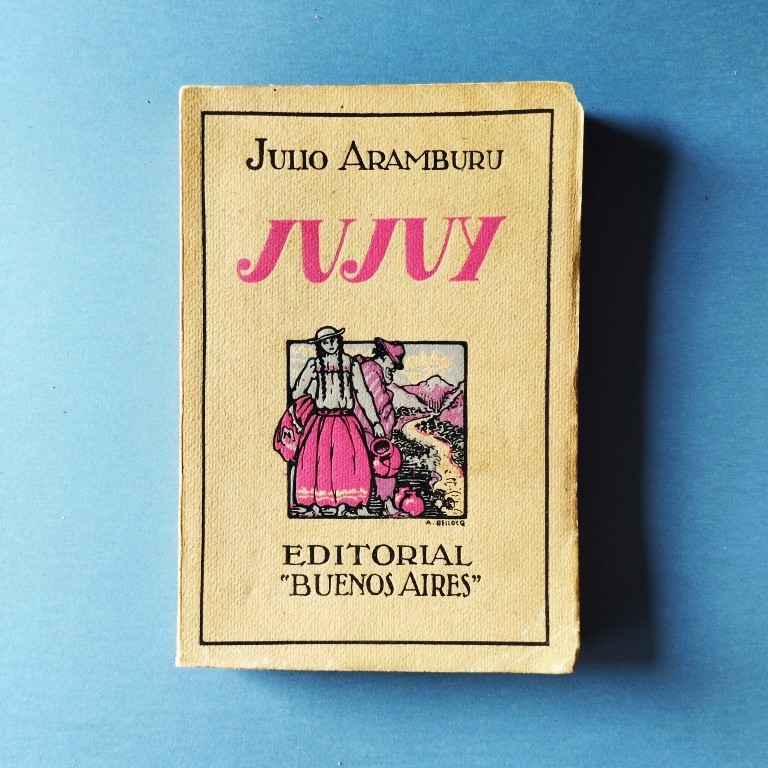 JULIO ARAMBURU
JUJUY
A. BELLOCQ
EDITORIAL
"BUENOS AIRES"